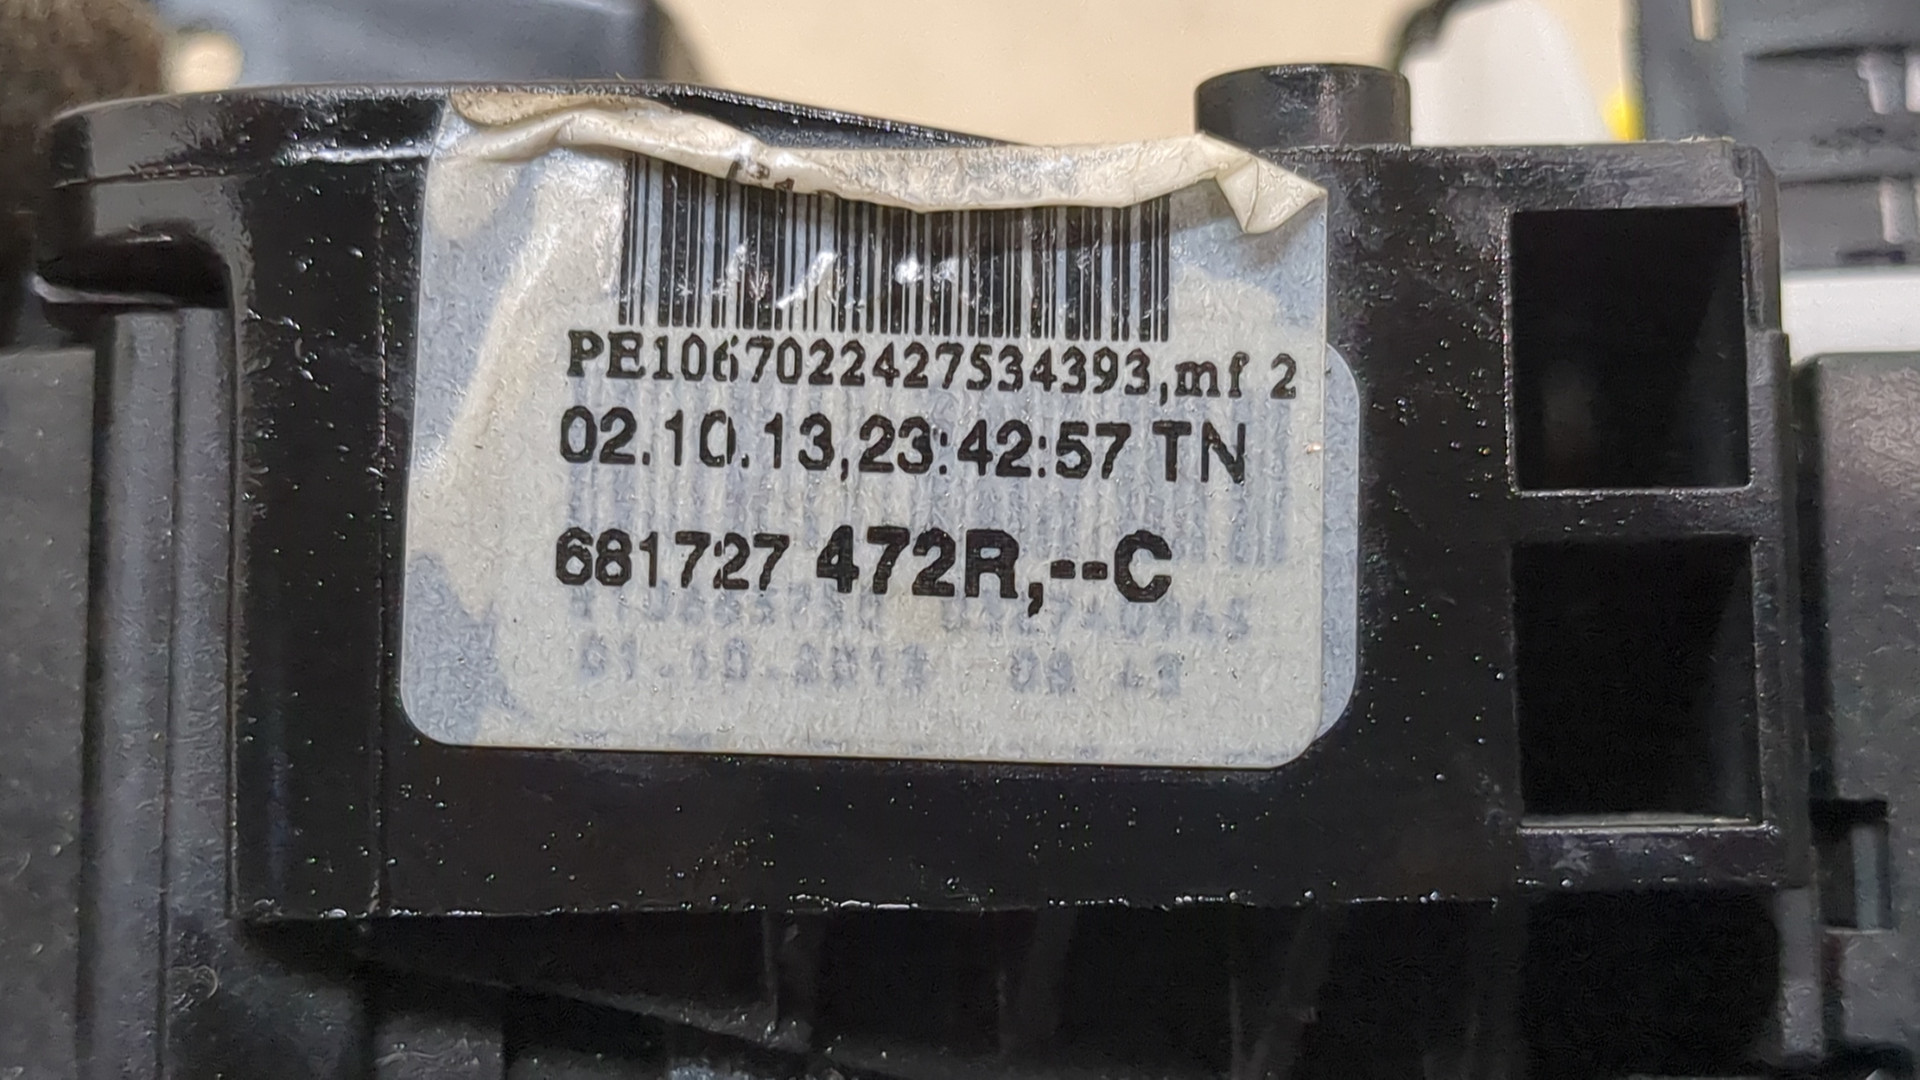 PE1067022427534393,mf 2
02.10.13,23:42:57 TN
681727 472R,--C